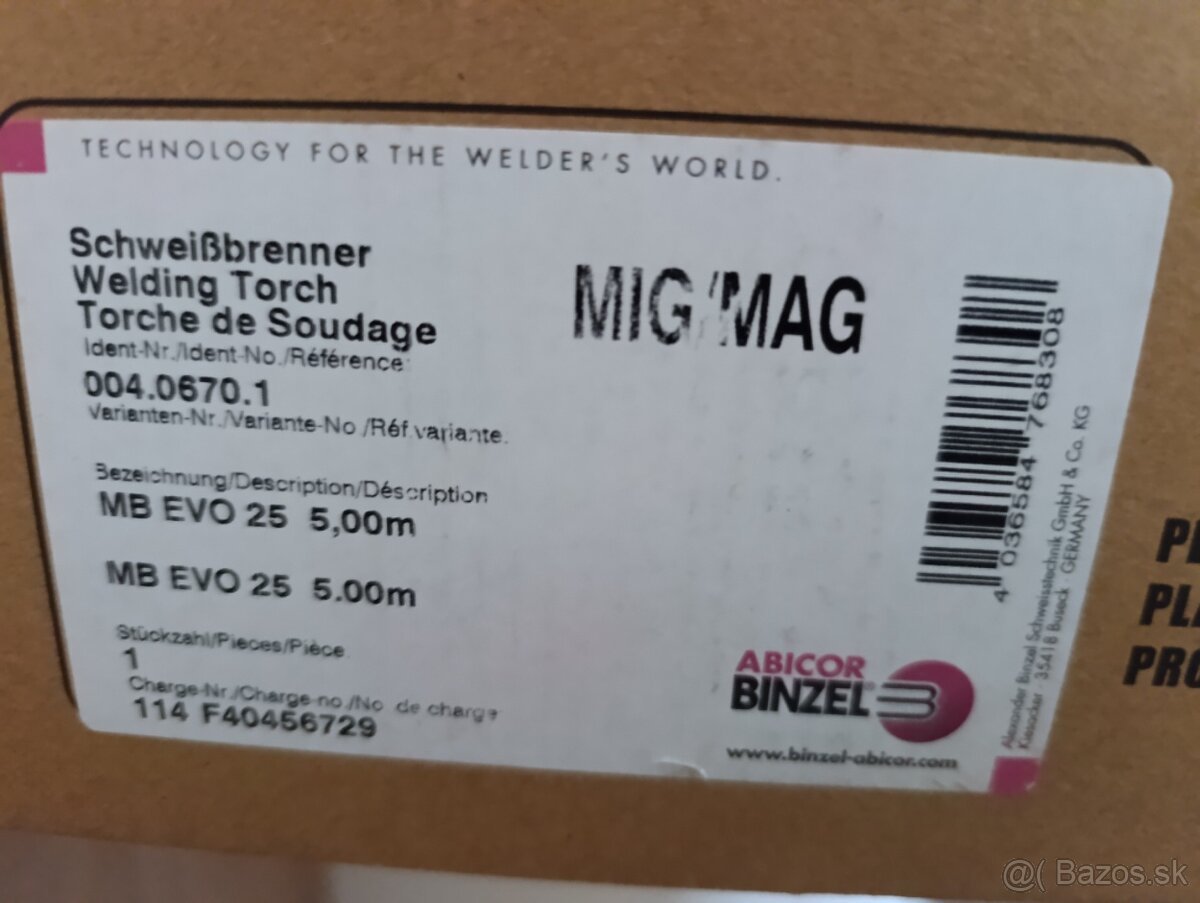 TECHNOLOGY FOR THE WELDER'S WORLD.
Schweißbrenner
Welding Torch
Torche de Soudage
MIG/MAG
Ident-Nr./Ident-No./Référence:
004.0670.1
Varianten-Nr./Variante-No./Réf.variante:
Bezeichnung/Description/Déscription
MB EVO 25 5,00m
MB EVO 25 5.00m
Stückzahl/Pieces/Pièce
1
Charge-Nr./Charge-no./No. de charge
114 F40456729
4 036584 768308
Alexander Binzel Schweisstechnik GmbH & Co. KG
Kiesacker · 35418 Buseck · GERMANY
ABICOR
BINZEL®
www.binzel-abicor.com
PL
PRO
@( Bazos.sk